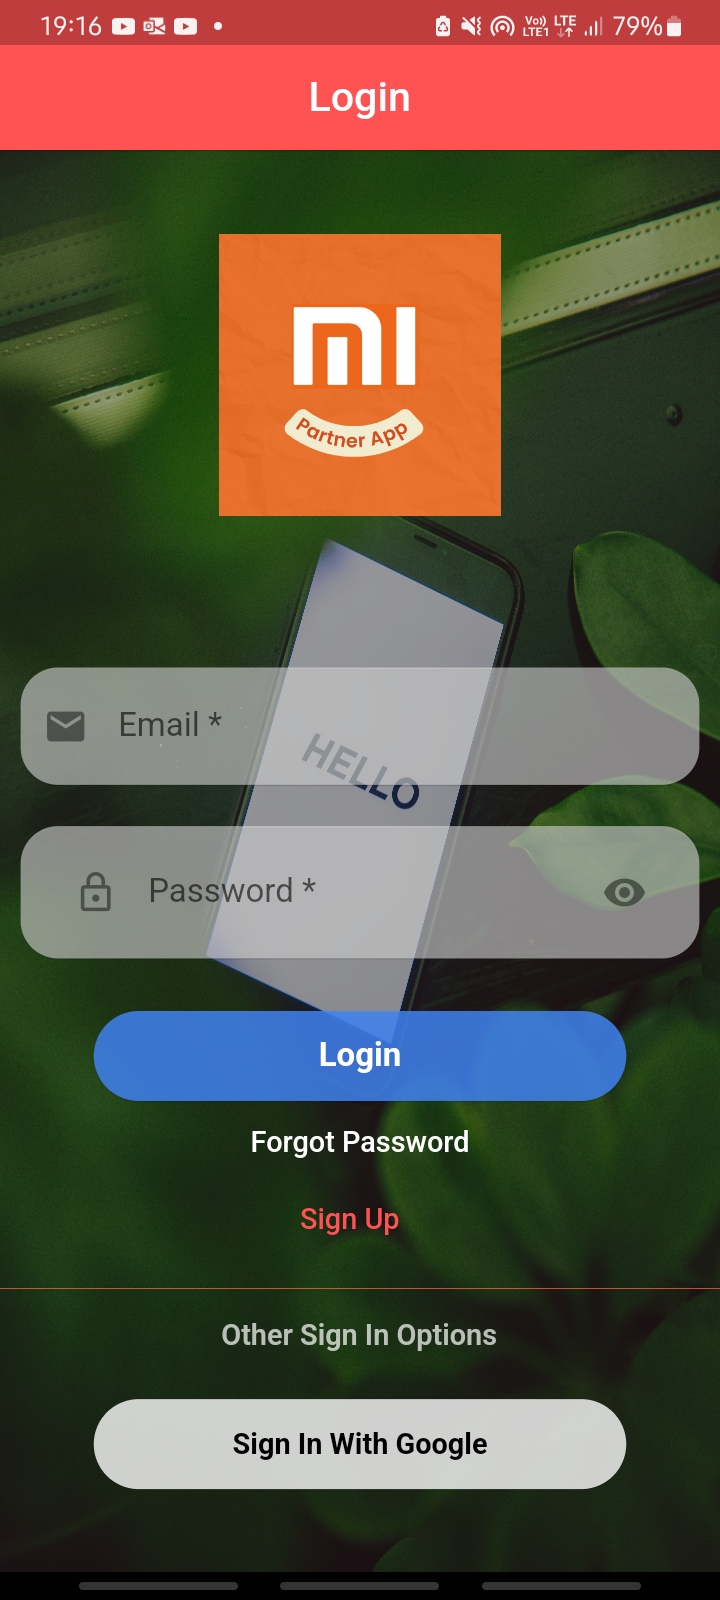 19:16
Vo)) LTE
LTE1
79%
Login
mi
Partner App
Email *
HELLO
Password *
Login
Forgot Password
Sign Up
Other Sign In Options
Sign In With Google